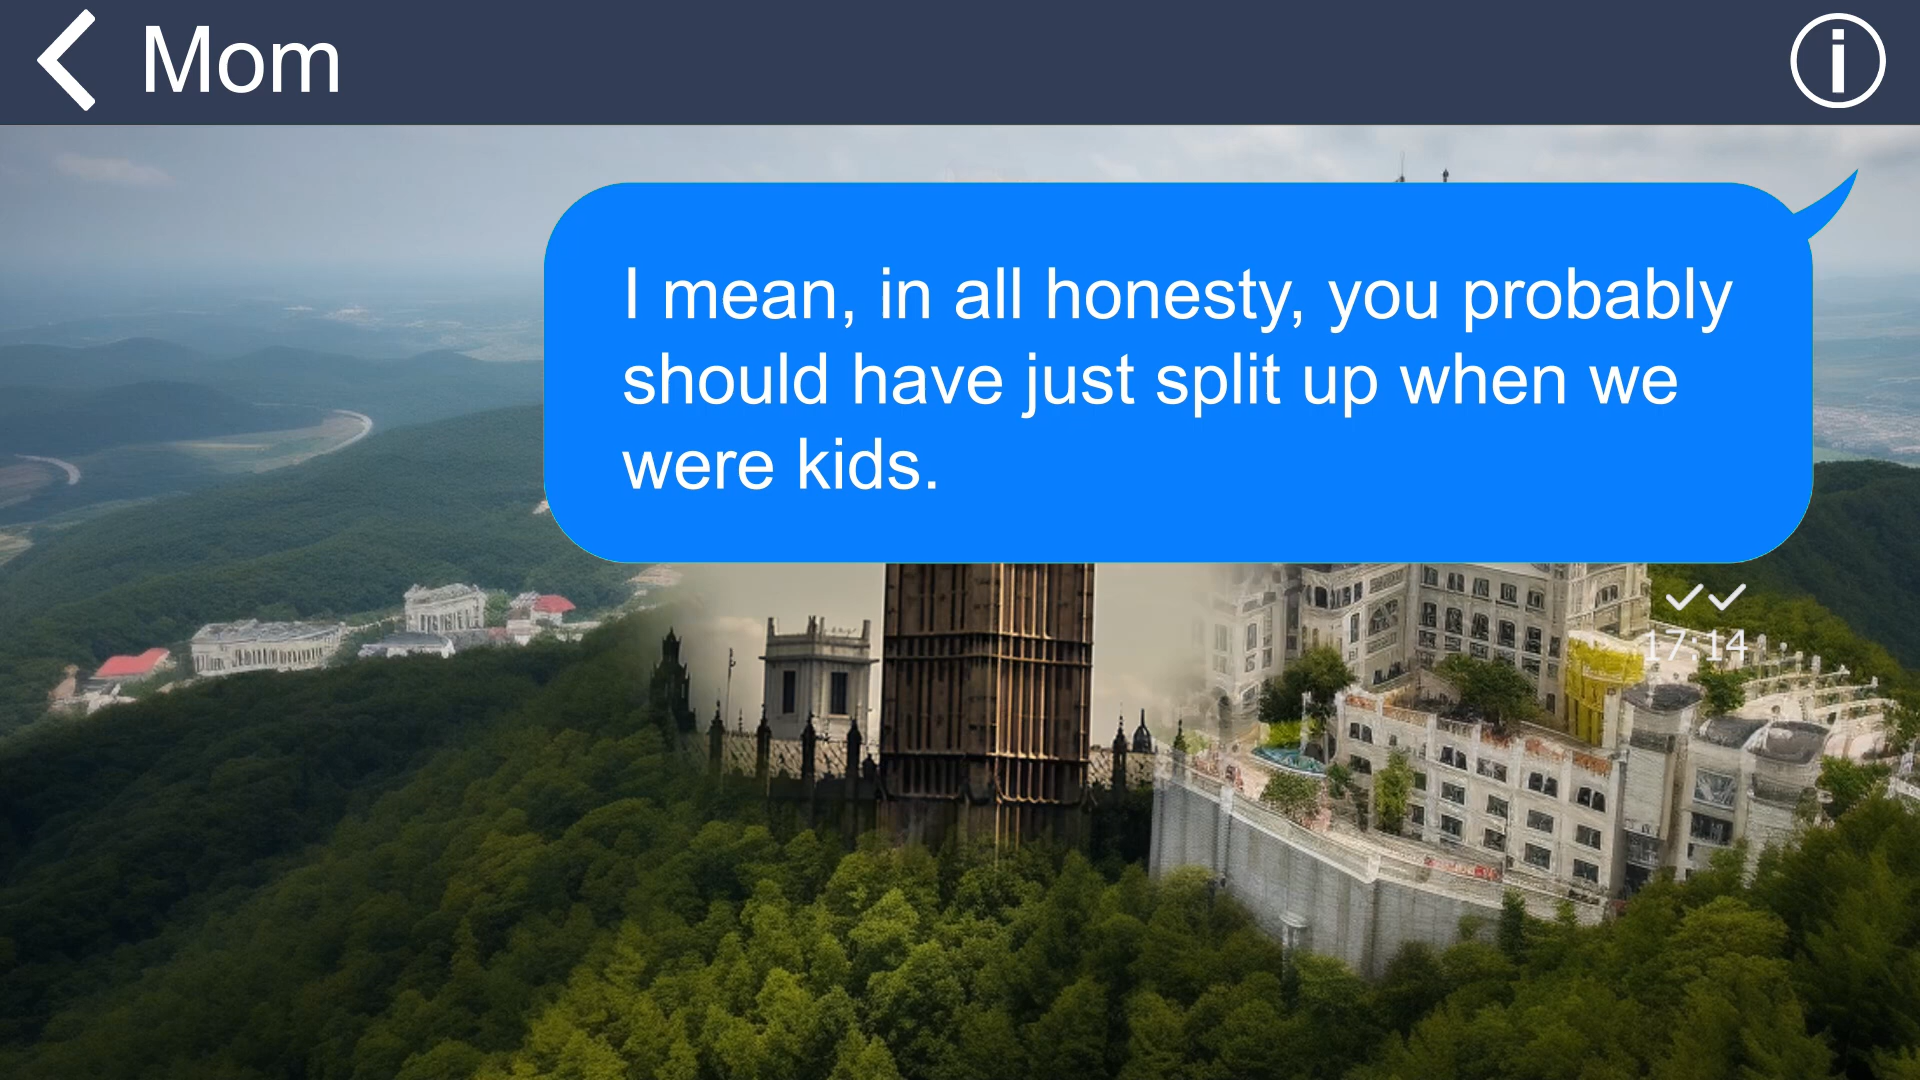 Mom
I mean, in all honesty, you probably
should have just split up when we
were kids.
17:14